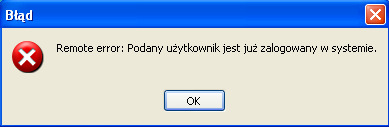 Błąd
Remote error: Podany użytkownik jest już zalogowany w systemie.
OK